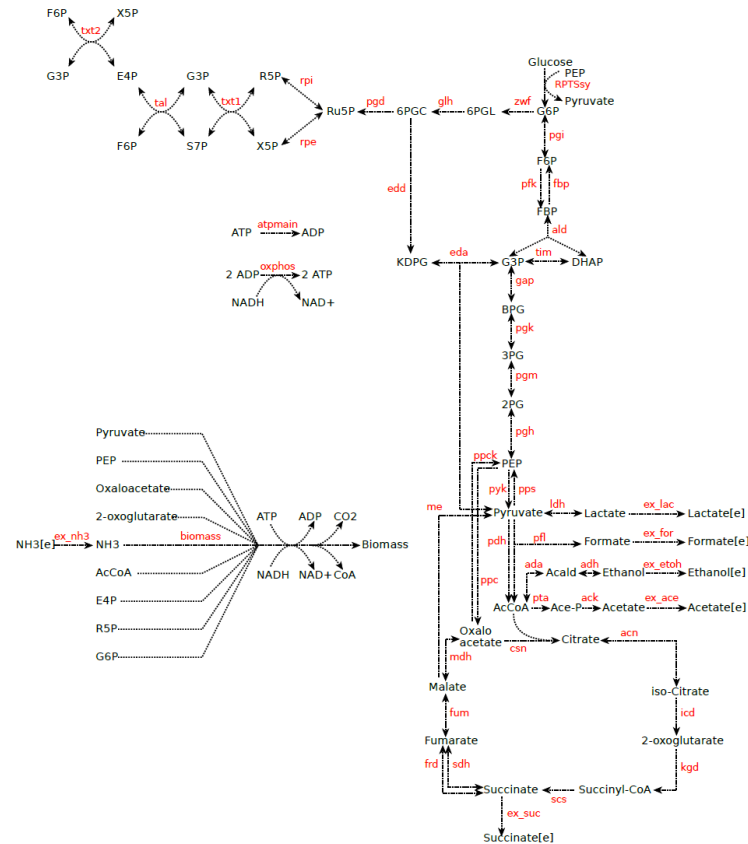 F6P X5P
txt2
G3P E4P G3P R5P
tal txt1 rpi
F6P S7P X5P rpe
Ru5P pgd 6PGC glh 6PGL zwf G6P
Glucose
PEP
RPTSsy
Pyruvate
pgi
F6P
pfk fbp
FBP
ald
edd
KDPG eda G3P tim DHAP
ATP atpmain ADP
2 ADP oxphos 2 ATP
NADH NAD+
gap
BPG
pgk
3PG
pgm
2PG
pgh
ppck PEP
pyk pps
me Pyruvate ldh Lactate ex_lac Lactate[e]
pdh pfl Formate ex_for Formate[e]
ppc ada Acald adh Ethanol ex_etoh Ethanol[e]
AcCoA pta Ace-P ack Acetate ex_ace Acetate[e]
Oxalo
acetate csn Citrate acn
mdh
Malate iso-Citrate
fum icd
Fumarate 2-oxoglutarate
frd sdh kgd
Succinate scs Succinyl-CoA
ex_suc
Succinate[e]
Pyruvate
PEP
Oxaloacetate
2-oxoglutarate
NH3[e] ex_nh3 NH3 biomass Biomass
ATP ADP CO2
NADH NAD+ CoA
AcCoA
E4P
R5P
G6P